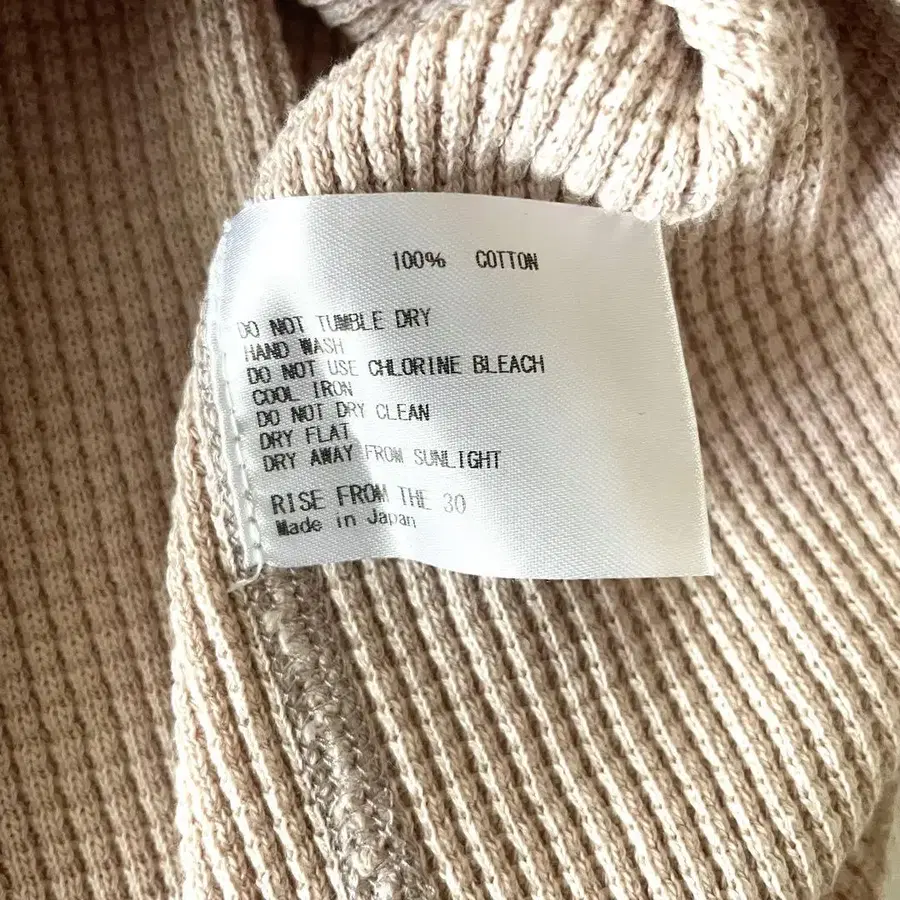 100% COTTON
DO NOT TUMBLE DRY
HAND WASH
DO NOT USE CHLORINE BLEACH
COOL IRON
DO NOT DRY CLEAN
DRY FLAT
DRY AWAY FROM SUNLIGHT
RISE FROM THE 30
Made in Japan